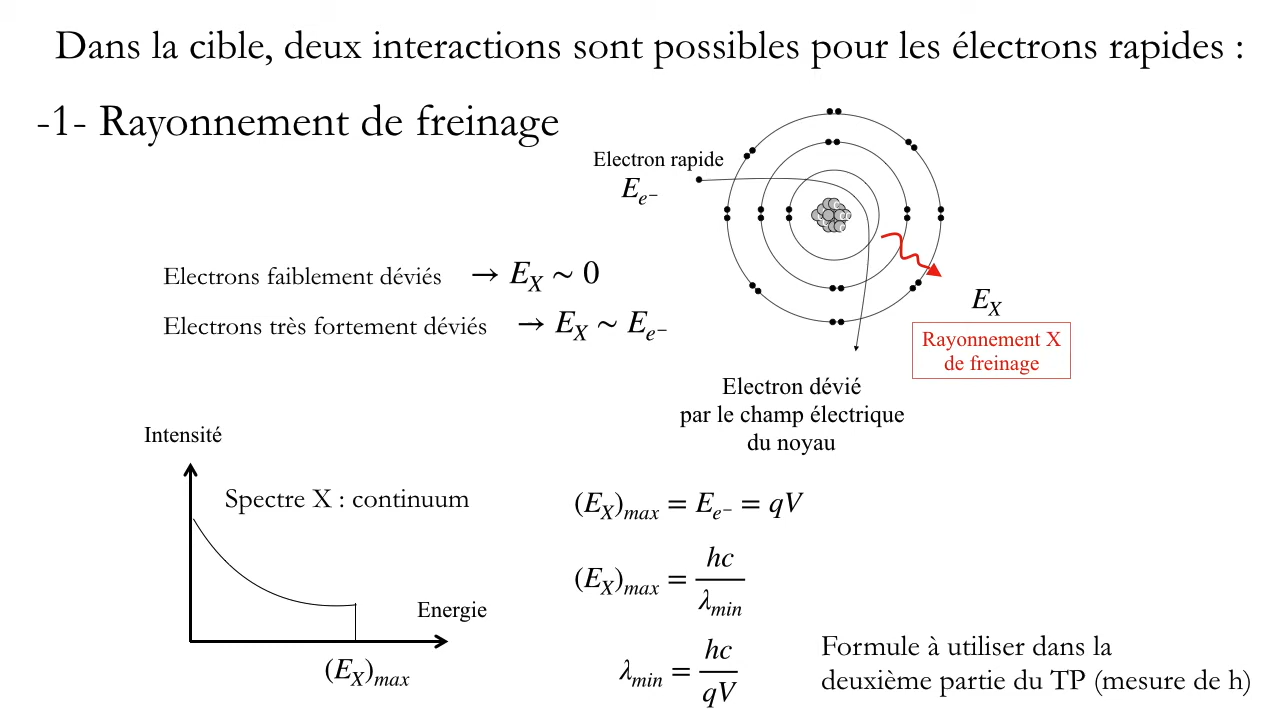 Dans la cible, deux interactions sont possibles pour les électrons rapides :
-1- Rayonnement de freinage
Electron rapide
E_{e^-}
Electrons faiblement déviés → E_X ~ 0
Electrons très fortement déviés → E_X ~ E_{e^-}
E_X
Rayonnement X
de freinage
Electron dévié
par le champ électrique
du noyau
Intensité
Spectre X : continuum
Energie
(E_X)_{max}
(E_X)_{max} = E_{e^-} = qV
(E_X)_{max} = \frac{hc}{λ_{min}}
λ_{min} = \frac{hc}{qV}
Formule à utiliser dans la
deuxième partie du TP (mesure de h)